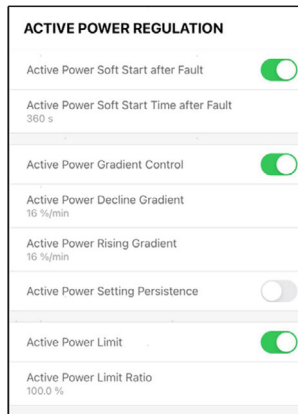 ACTIVE POWER REGULATION
Active Power Soft Start after Fault
Active Power Soft Start Time after Fault
360 s
Active Power Gradient Control
Active Power Decline Gradient
16 %/min
Active Power Rising Gradient
16 %/min
Active Power Setting Persistence
Active Power Limit
Active Power Limit Ratio
100.0 %